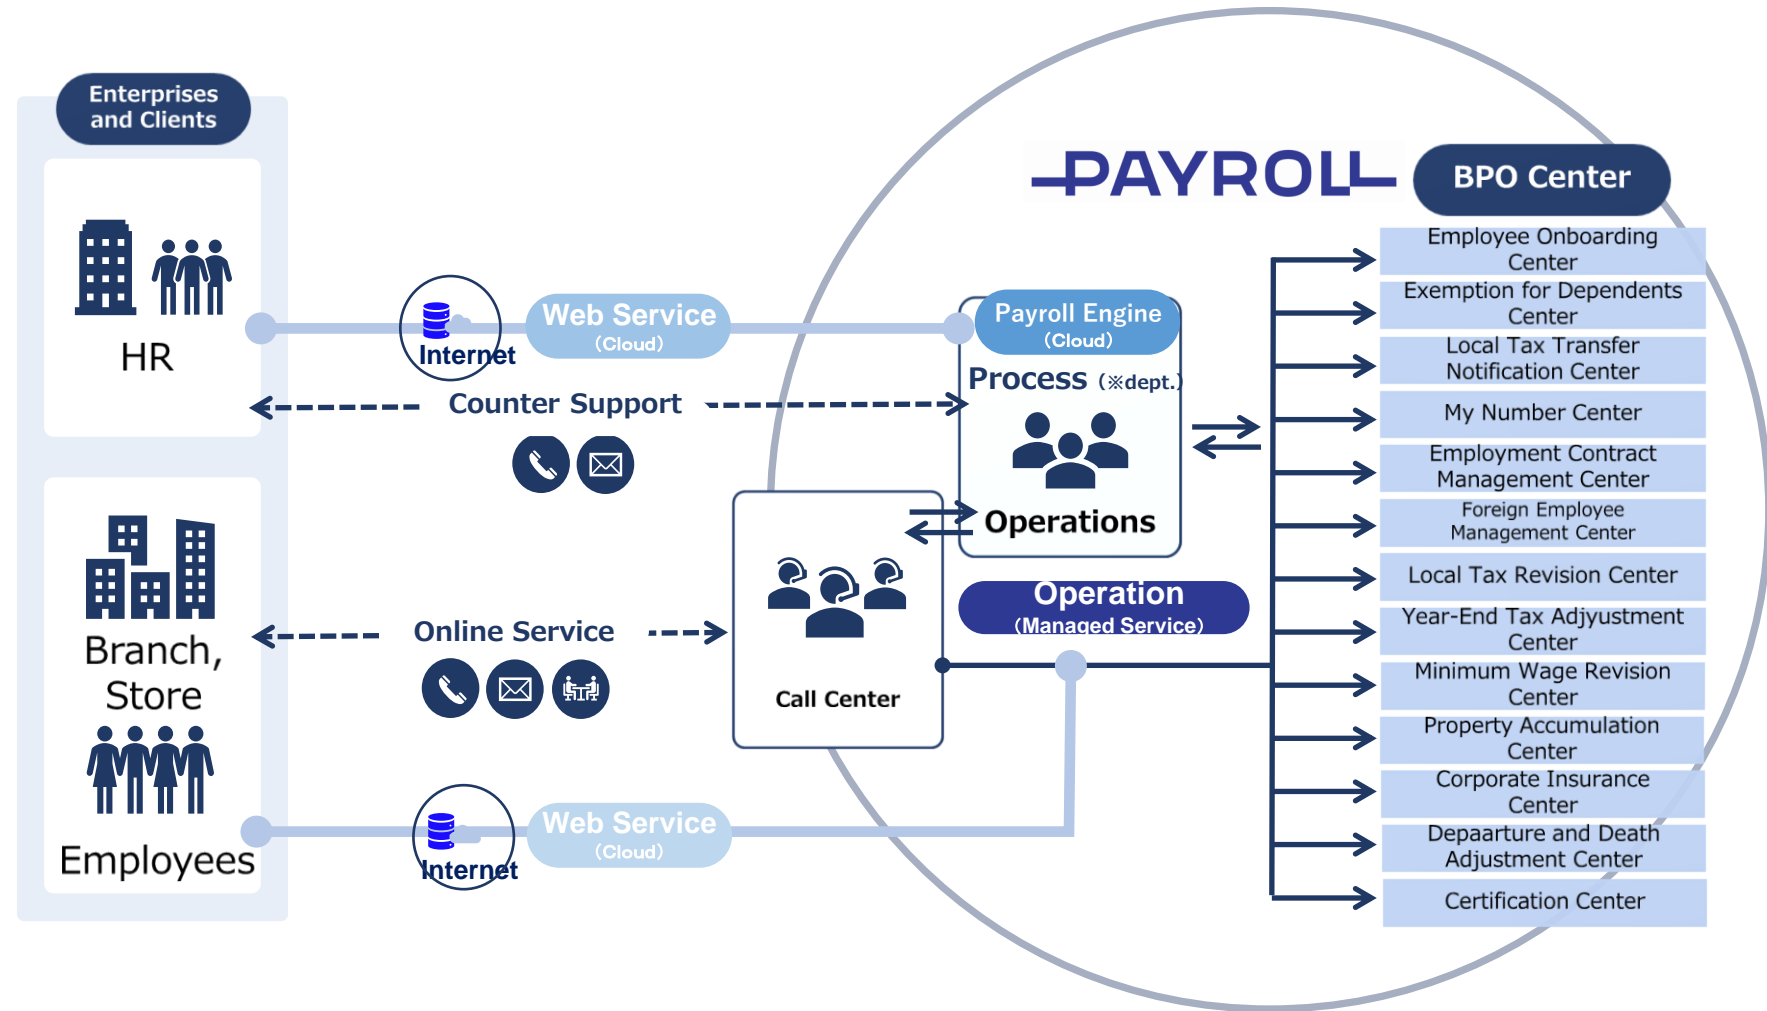 Enterprises
and Clients
HR
Branch,
Store
Employees
Internet
Web Service
(Cloud)
Counter Support
Online Service
Internet
Web Service
(Cloud)
PAYROLL
Payroll Engine
(Cloud)
Process (※dept.)
Operations
Call Center
Operation
(Managed Service)
BPO Center
Employee Onboarding
Center
Exemption for Dependents
Center
Local Tax Transfer
Notification Center
My Number Center
Employment Contract
Management Center
Foreign Employee
Management Center
Local Tax Revision Center
Year-End Tax Adjyustment
Center
Minimum Wage Revision
Center
Property Accumulation
Center
Corporate Insurance
Center
Depaarture and Death
Adjustment Center
Certification Center